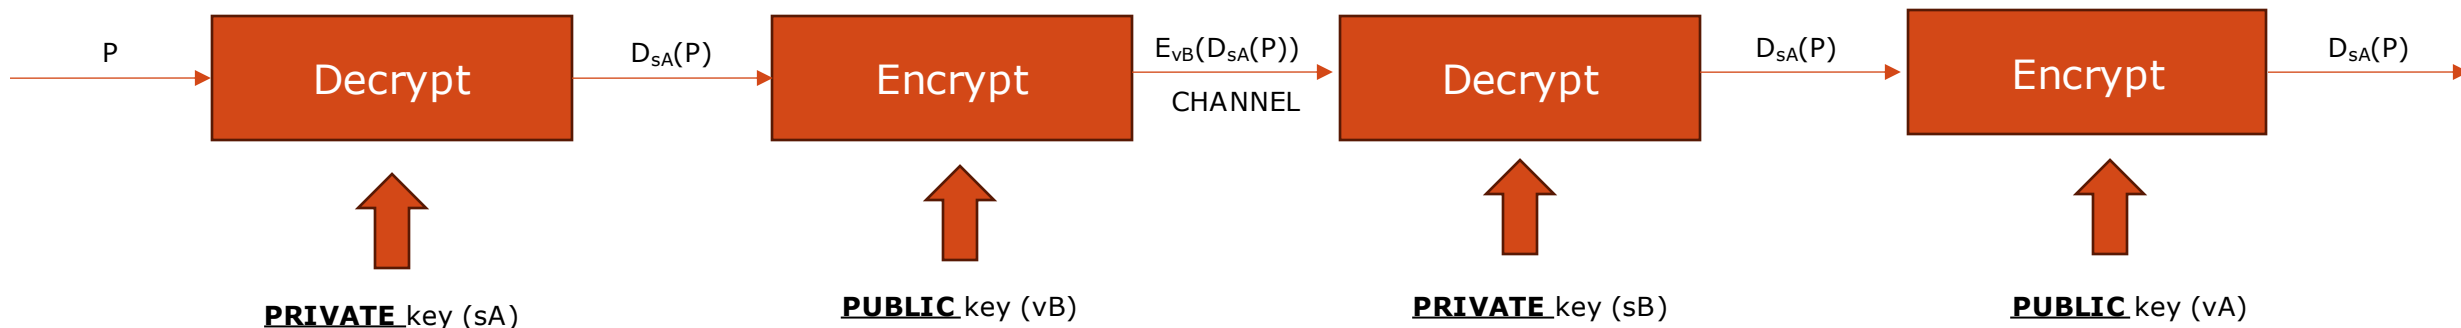 P
Decrypt
DsA(P)
Encrypt
EvB(DsA(P))
CHANNEL
Decrypt
DsA(P)
Encrypt
DsA(P)
PRIVATE key (sA)
PUBLIC key (vB)
PRIVATE key (sB)
PUBLIC key (vA)